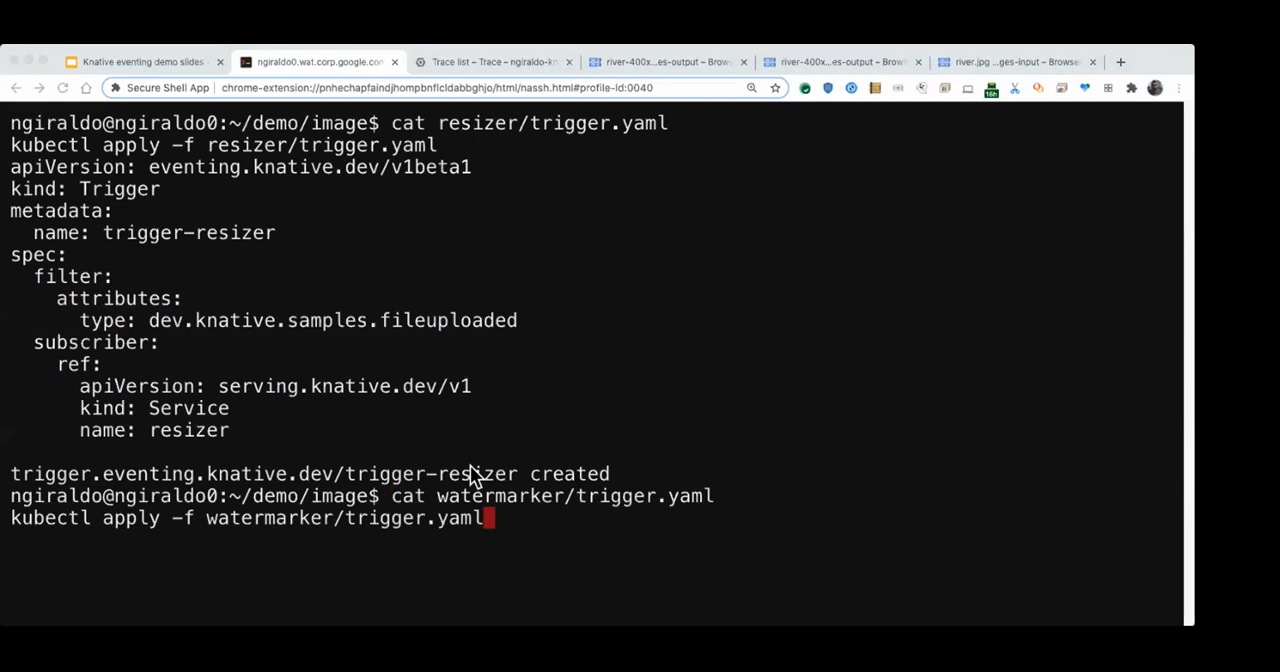 Knative eventing demo slides
ngiraldo0.wat.corp.google.con
Trace list – Trace – ngiraldo-kn
river-400x...es-output – Brows
river-400x...es-output – Brows
river.jpg ...ges-input – Browse
Secure Shell App
chrome-extension://pnhechapfaindjhompbnflcldabbghjo/html/nassh.html#profile-id:0040
16h
ngiraldo@ngiraldo0:~/demo/image$ cat resizer/trigger.yaml
kubectl apply -f resizer/trigger.yaml
apiVersion: eventing.knative.dev/v1beta1
kind: Trigger
metadata:
  name: trigger-resizer
spec:
  filter:
    attributes:
      type: dev.knative.samples.fileuploaded
  subscriber:
    ref:
      apiVersion: serving.knative.dev/v1
      kind: Service
      name: resizer
trigger.eventing.knative.dev/trigger-resizer created
ngiraldo@ngiraldo0:~/demo/image$ cat watermarker/trigger.yaml
kubectl apply -f watermarker/trigger.yaml